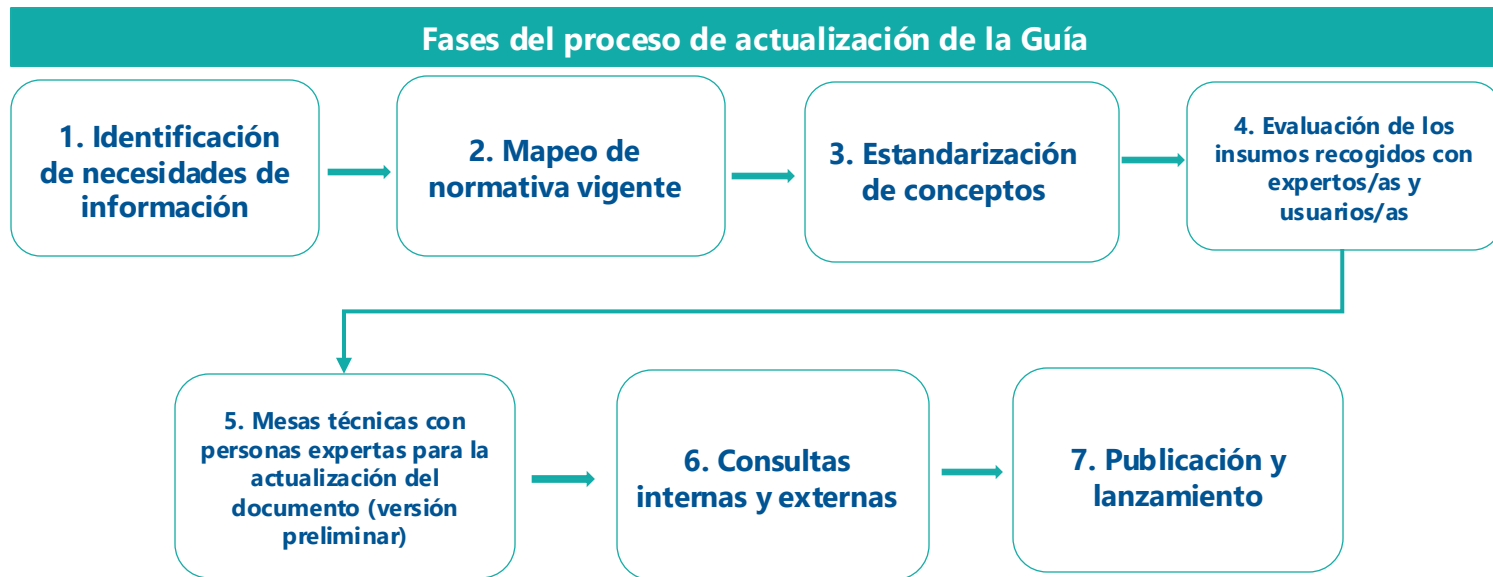 Fases del proceso de actualización de la Guía
1. Identificación
de necesidades de
información
2. Mapeo de
normativa vigente
3. Estandarización
de conceptos
4. Evaluación de los
insumos recogidos con
expertos/as y
usuarios/as
5. Mesas técnicas con
personas expertas para la
actualización del
documento (versión
preliminar)
6. Consultas
internas y externas
7. Publicación y
lanzamiento